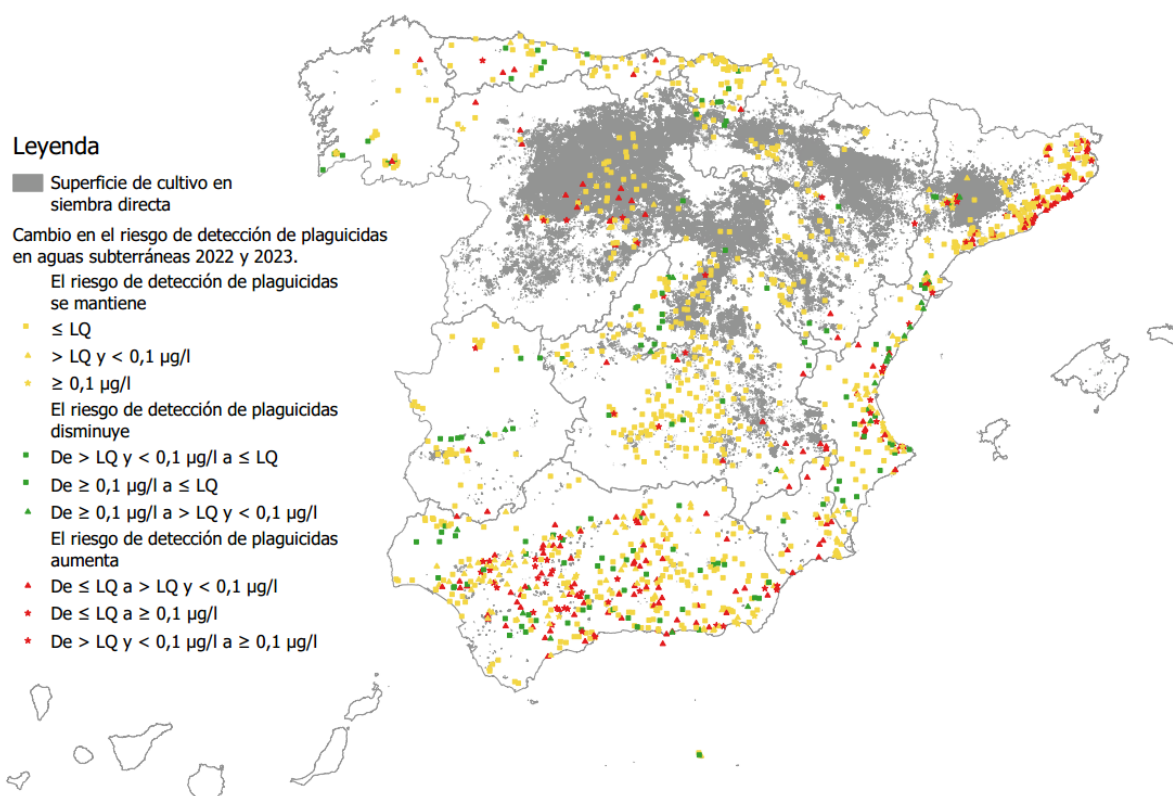 Leyenda
Superficie de cultivo en
siembra directa
Cambio en el riesgo de detección de plaguicidas
en aguas subterráneas 2022 y 2023.
El riesgo de detección de plaguicidas
se mantiene
≤ LQ
> LQ y < 0,1 µg/l
≥ 0,1 µg/l
El riesgo de detección de plaguicidas
disminuye
De > LQ y < 0,1 µg/l a ≤ LQ
De ≥ 0,1 µg/l a ≤ LQ
De ≥ 0,1 µg/l a > LQ y < 0,1 µg/l
El riesgo de detección de plaguicidas
aumenta
De ≤ LQ a > LQ y < 0,1 µg/l
De ≤ LQ a ≥ 0,1 µg/l
De > LQ y < 0,1 µg/l a ≥ 0,1 µg/l